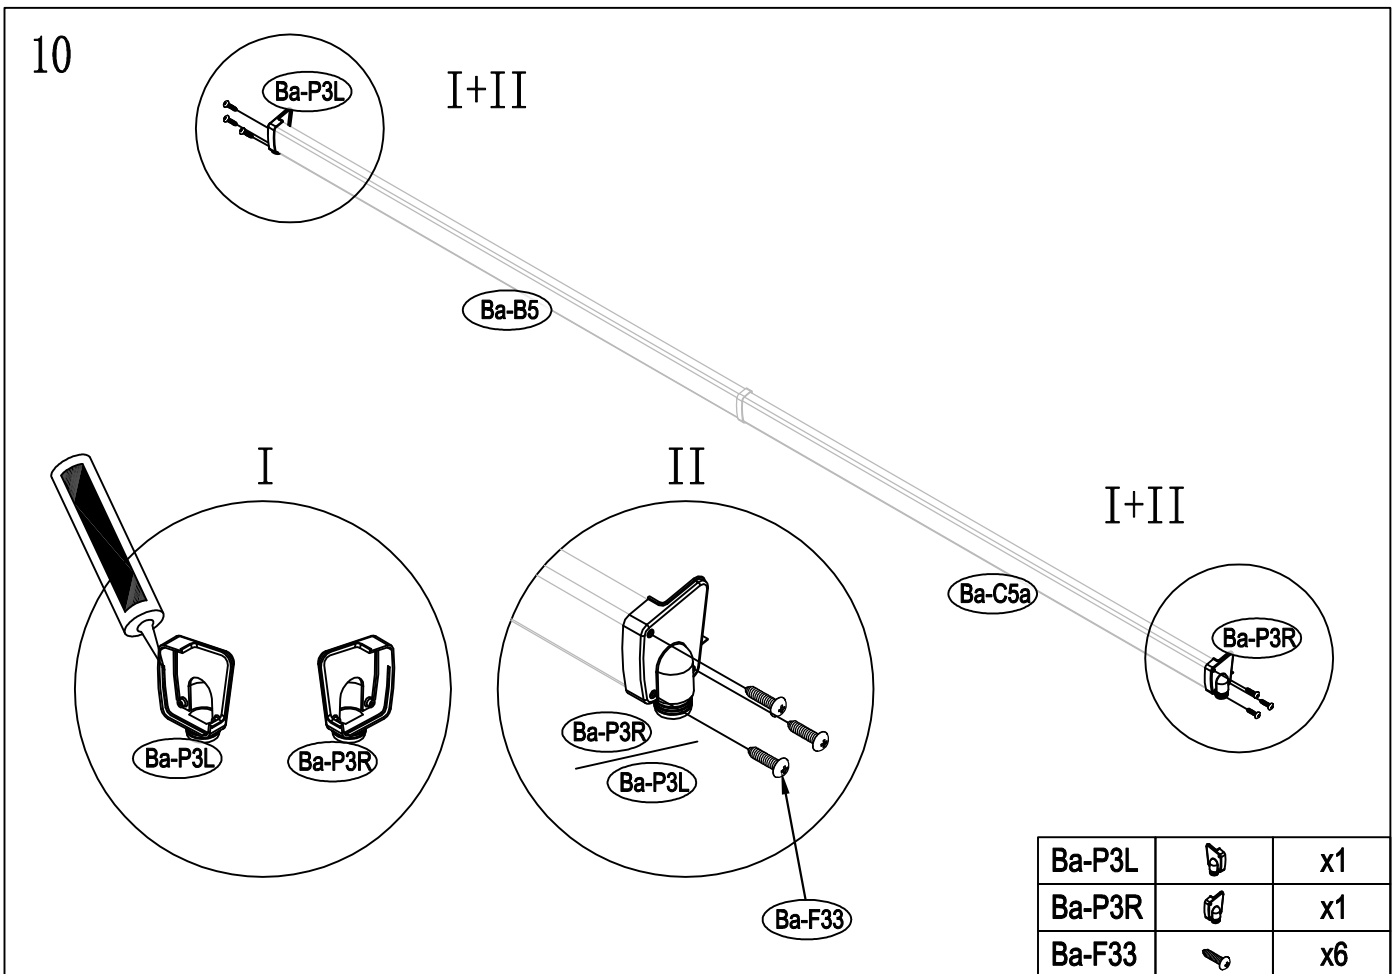 10
Ba-P3L
I+II
Ba-B5
I
II
I+II
Ba-C5a
Ba-P3R
Ba-P3L
Ba-P3R
Ba-P3R
Ba-P3L
Ba-F33
Ba-P3L x1
Ba-P3R x1
Ba-F33 x6